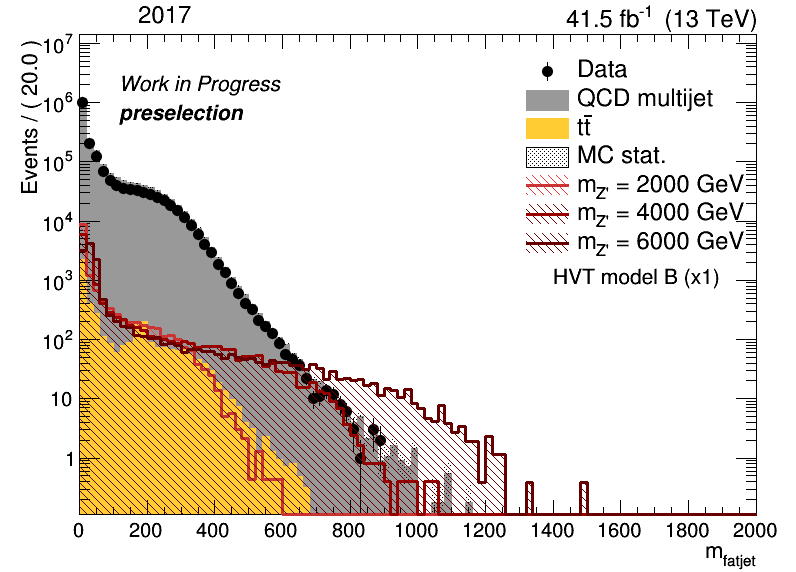 2017
41.5 fb⁻¹ (13 TeV)
Events / ( 20.0 )
10⁷
10⁶
10⁵
10⁴
10³
10²
10
1
Work in Progress
preselection
Data
QCD multijet
tt̄
MC stat.
m_Z' = 2000 GeV
m_Z' = 4000 GeV
m_Z' = 6000 GeV
HVT model B (x1)
0 200 400 600 800 1000 1200 1400 1600 1800 2000
m_fatjet